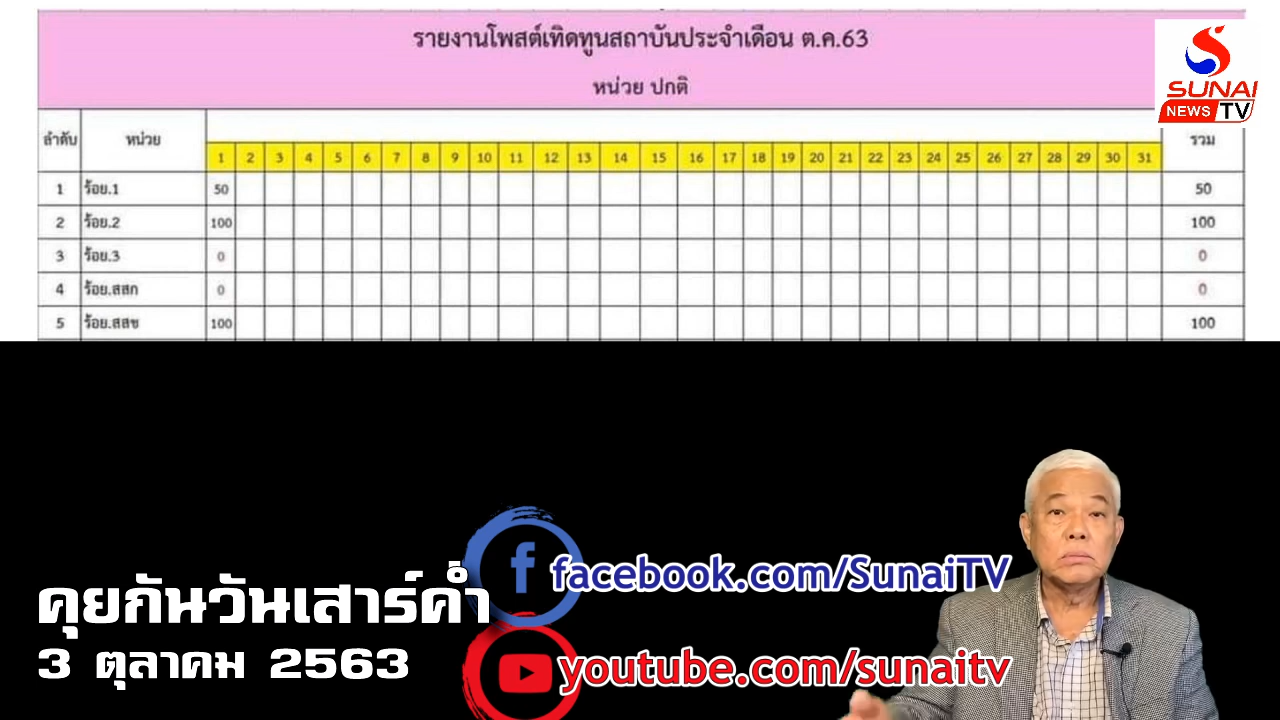 รายงานโพสต์เทิดทูนสถาบันประจำเดือน ต.ค.63
หน่วย ปกติ
SUNAI
NEWS TV
ลำดับ หน่วย รวม
1 2 3 4 5 6 7 8 9 10 11 12 13 14 15 16 17 18 19 20 21 22 23 24 25 26 27 28 29 30 31
1 ร้อย.1 50 50
2 ร้อย.2 100 100
3 ร้อย.3 0 0
4 ร้อย.สสก 0 0
5 ร้อย.สสช 100 100
facebook.com/SunaiTV
คุยกันวันเสาร์ค่ำ
3 ตุลาคม 2563
youtube.com/sunaitv